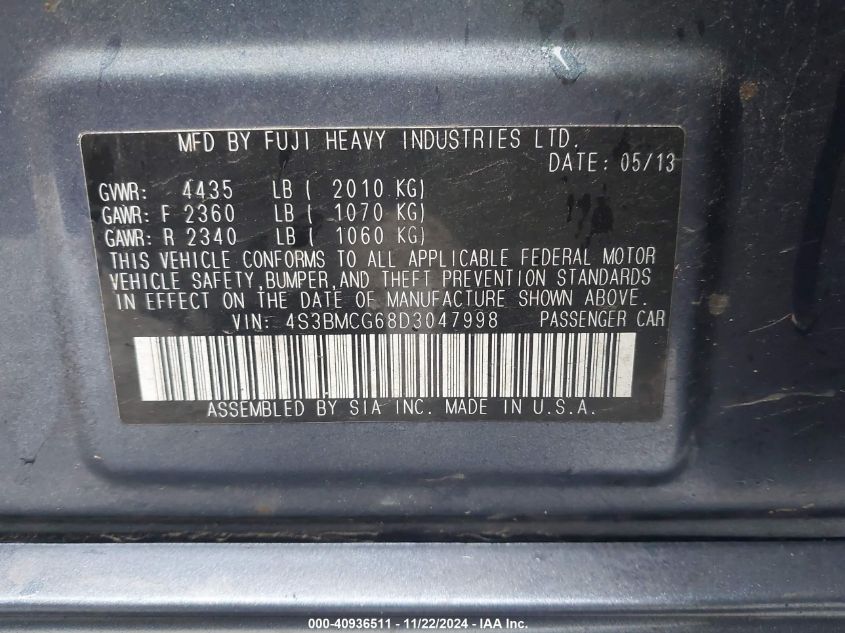 MFD BY FUJI HEAVY INDUSTRIES LTD.
DATE: 05/13
GVWR: 4435 LB ( 2010 KG)
GAWR: F 2360 LB ( 1070 KG)
GAWR: R 2340 LB ( 1060 KG)
THIS VEHICLE CONFORMS TO ALL APPLICABLE FEDERAL MOTOR
VEHICLE SAFETY, BUMPER, AND THEFT PREVENTION STANDARDS
IN EFFECT ON THE DATE OF MANUFACTURE SHOWN ABOVE.
VIN: 4S3BMCG68D3047998 PASSENGER CAR
ASSEMBLED BY SIA INC. MADE IN U.S.A.
000-40936511 - 11/22/2024 - IAA Inc.